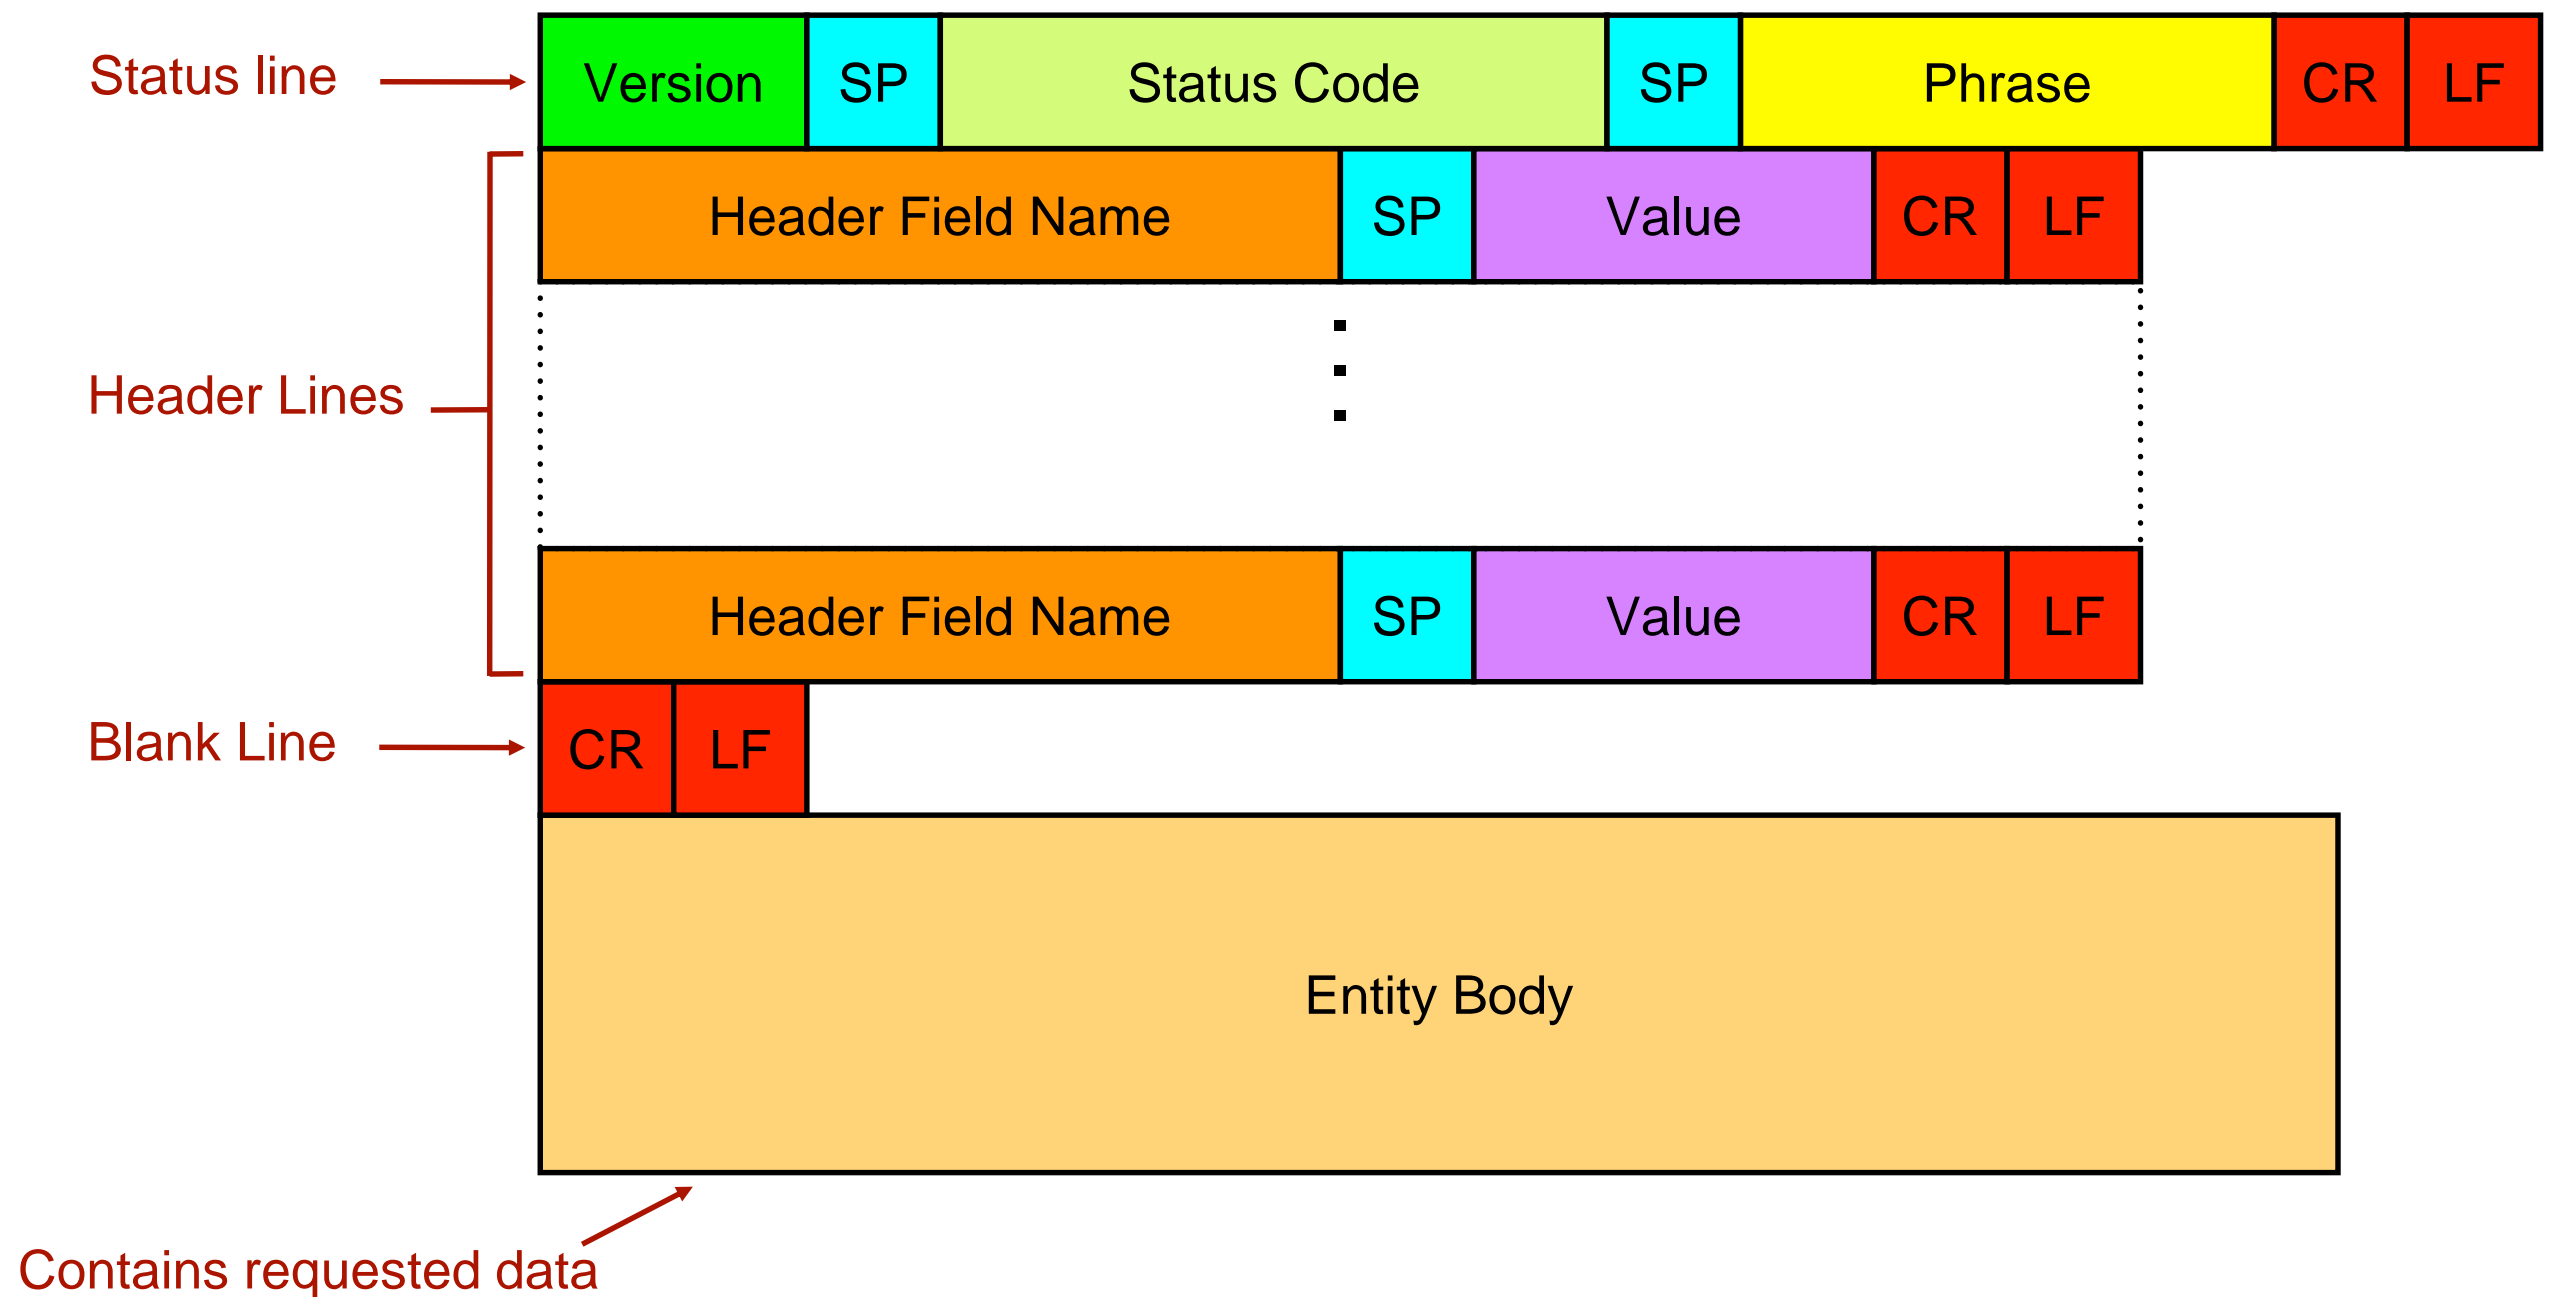 Status line Version SP Status Code SP Phrase CR LF
Header Field Name SP Value CR LF
Header Lines
Header Field Name SP Value CR LF
Blank Line CR LF
Entity Body
Contains requested data